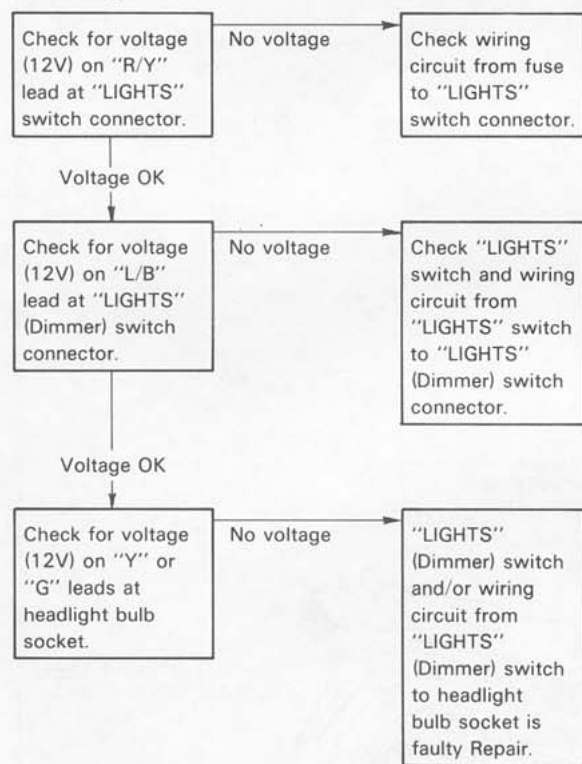 Check for voltage
(12V) on "R/Y"
lead at "LIGHTS"
switch connector.
No voltage
Check wiring
circuit from fuse
to "LIGHTS"
switch connector.
Voltage OK
Check for voltage
(12V) on "L/B"
lead at "LIGHTS"
(Dimmer) switch
connector.
No voltage
Check "LIGHTS"
switch and wiring
circuit from
"LIGHTS" switch
to "LIGHTS"
(Dimmer) switch
connector.
Voltage OK
Check for voltage
(12V) on "Y" or
"G" leads at
headlight bulb
socket.
No voltage
"LIGHTS"
(Dimmer) switch
and/or wiring
circuit from
"LIGHTS"
(Dimmer) switch
to headlight
bulb socket is
faulty Repair.